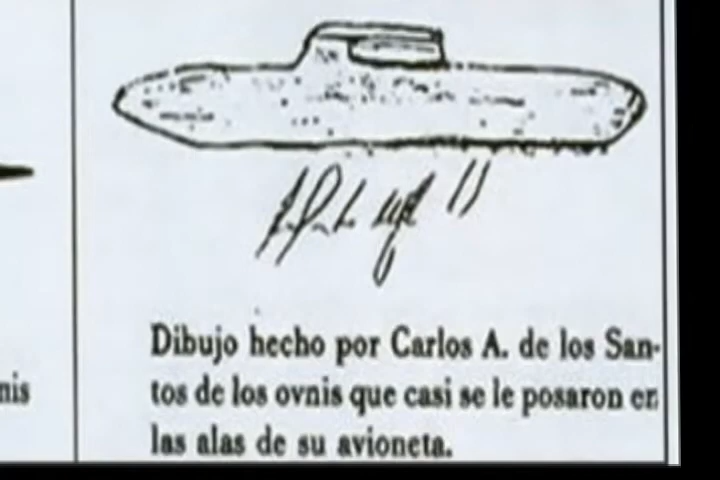 Dibujo hecho por Carlos A. de los San-
tos de los ovnis que casi se le posaron en
las alas de su avioneta.
nis